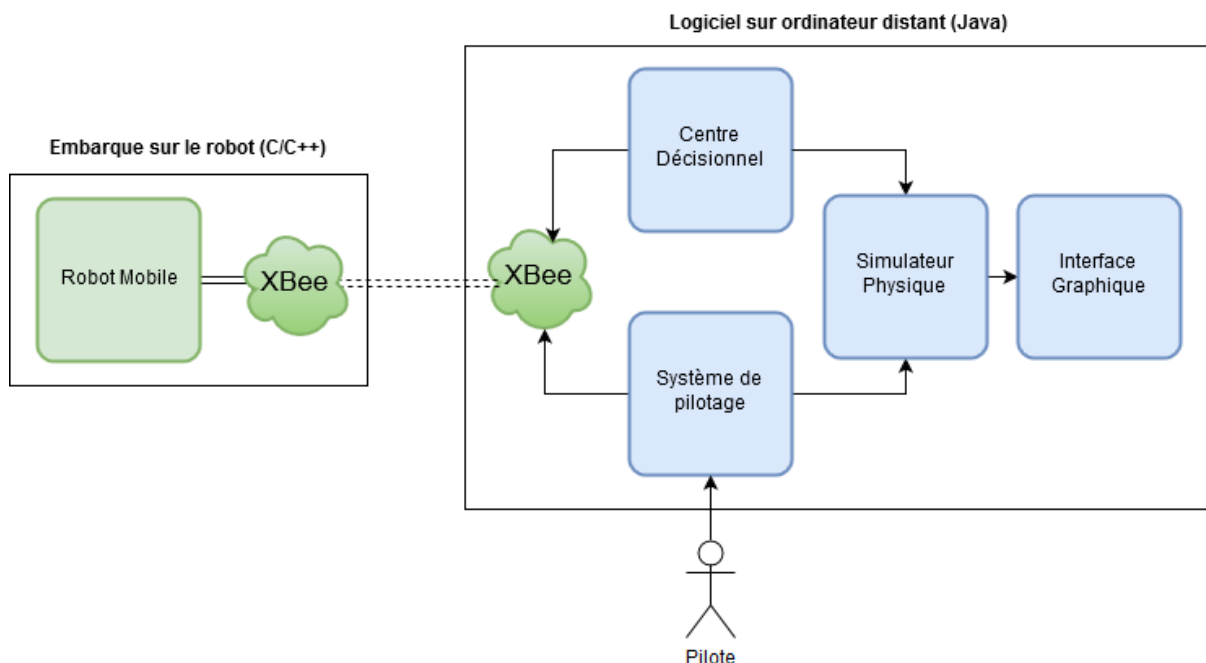 Logiciel sur ordinateur distant (Java)
Embarque sur le robot (C/C++)
Robot Mobile
XBee
XBee
Centre
Décisionnel
Système de
pilotage
Simulateur
Physique
Interface
Graphique
Pilote